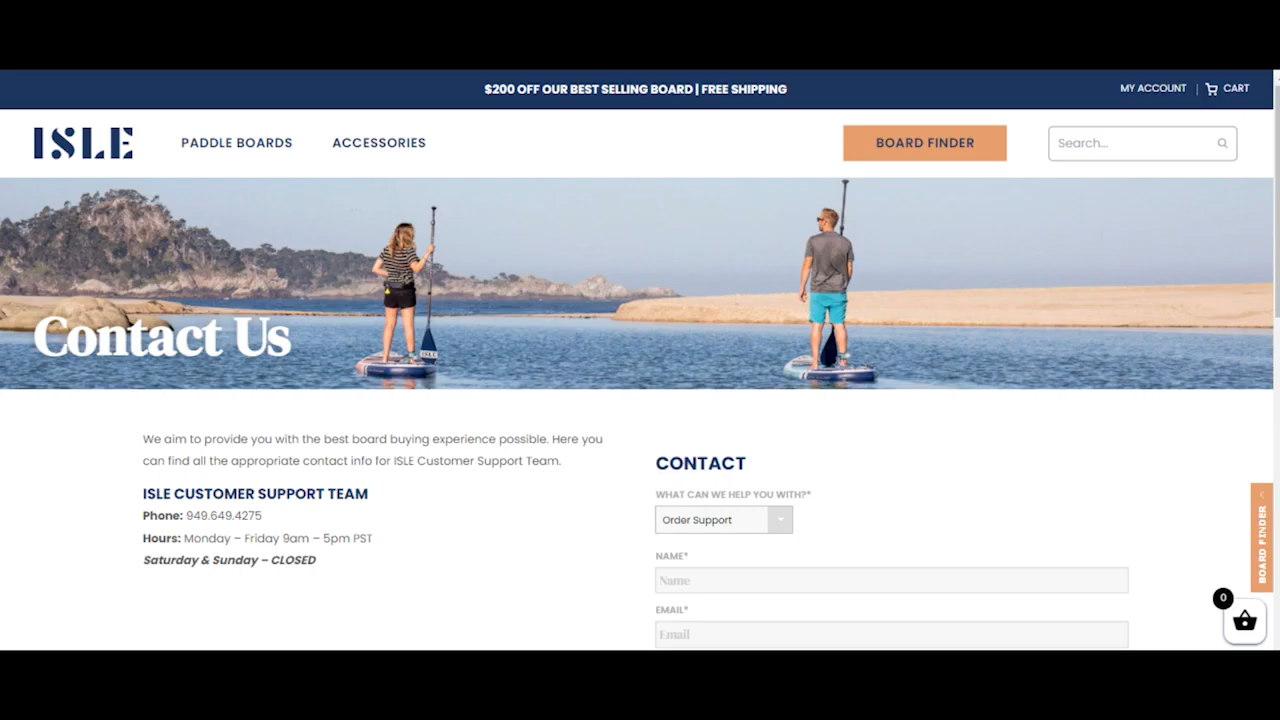 $200 OFF OUR BEST SELLING BOARD | FREE SHIPPING
MY ACCOUNT | CART
ISLE
PADDLE BOARDS
ACCESSORIES
BOARD FINDER
Search...
Contact Us
ISLE
We aim to provide you with the best board buying experience possible. Here you
can find all the appropriate contact info for ISLE Customer Support Team.
ISLE CUSTOMER SUPPORT TEAM
Phone: 949.649.4275
Hours: Monday – Friday 9am – 5pm PST
Saturday & Sunday – CLOSED
CONTACT
WHAT CAN WE HELP YOU WITH?*
Order Support
NAME*
Name
EMAIL*
Email
BOARD FINDER
0